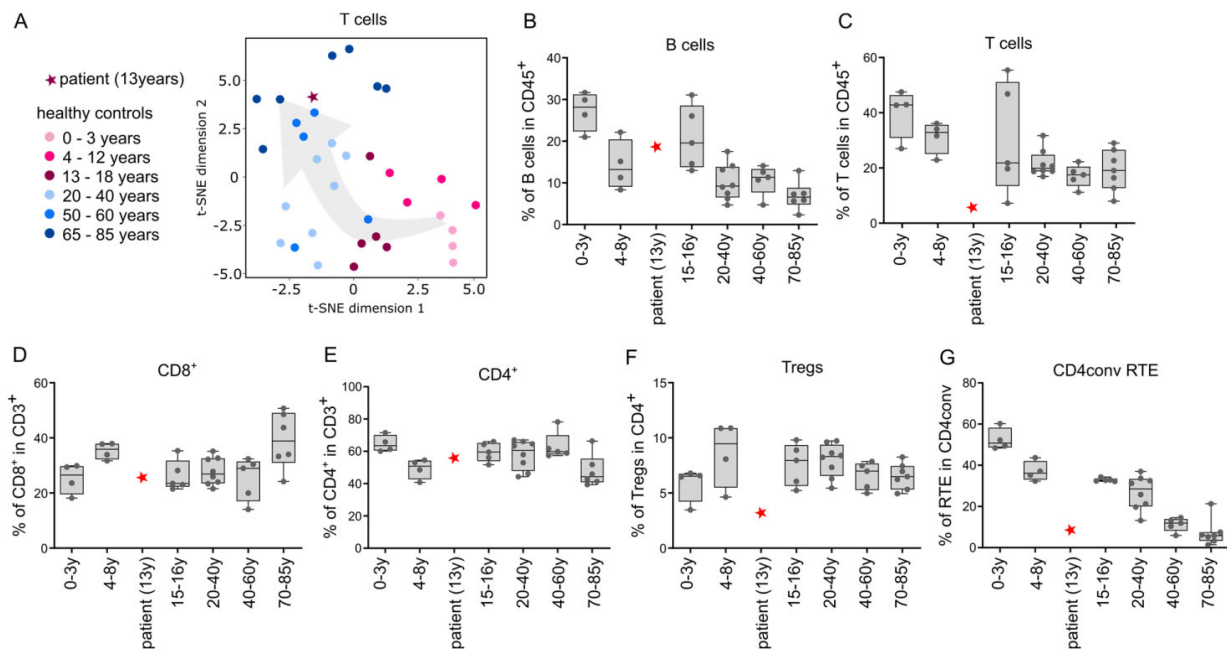 A
T cells
patient (13years)
healthy controls
0 - 3 years
4 - 12 years
13 - 18 years
20 - 40 years
50 - 60 years
65 - 85 years
t-SNE dimension 2
5.0
2.5
0
-2.5
-5.0
-2.5
0
2.5
5.0
t-SNE dimension 1
B
B cells
% of B cells in CD45+
40
30
20
10
0
0-3y
4-8y
patient (13y)
15-16y
20-40y
40-60y
70-85y
C
T cells
% of T cells in CD45+
60
40
20
0
0-3y
4-8y
patient (13y)
15-16y
20-40y
40-60y
70-85y
D
CD8+
% of CD8+ in CD3+
60
40
20
0
0-3y
4-8y
patient (13y)
15-16y
20-40y
40-60y
70-85y
E
CD4+
% of CD4+ in CD3+
100
80
60
40
20
0
0-3y
4-8y
patient (13y)
15-16y
20-40y
40-60y
70-85y
F
Tregs
% of Tregs in CD4+
15
10
5
0
0-3y
4-8y
patient (13y)
15-16y
20-40y
40-60y
70-85y
G
CD4conv RTE
% of RTE in CD4conv
80
60
40
20
0
0-3y
4-8y
patient (13y)
15-16y
20-40y
40-60y
70-85y